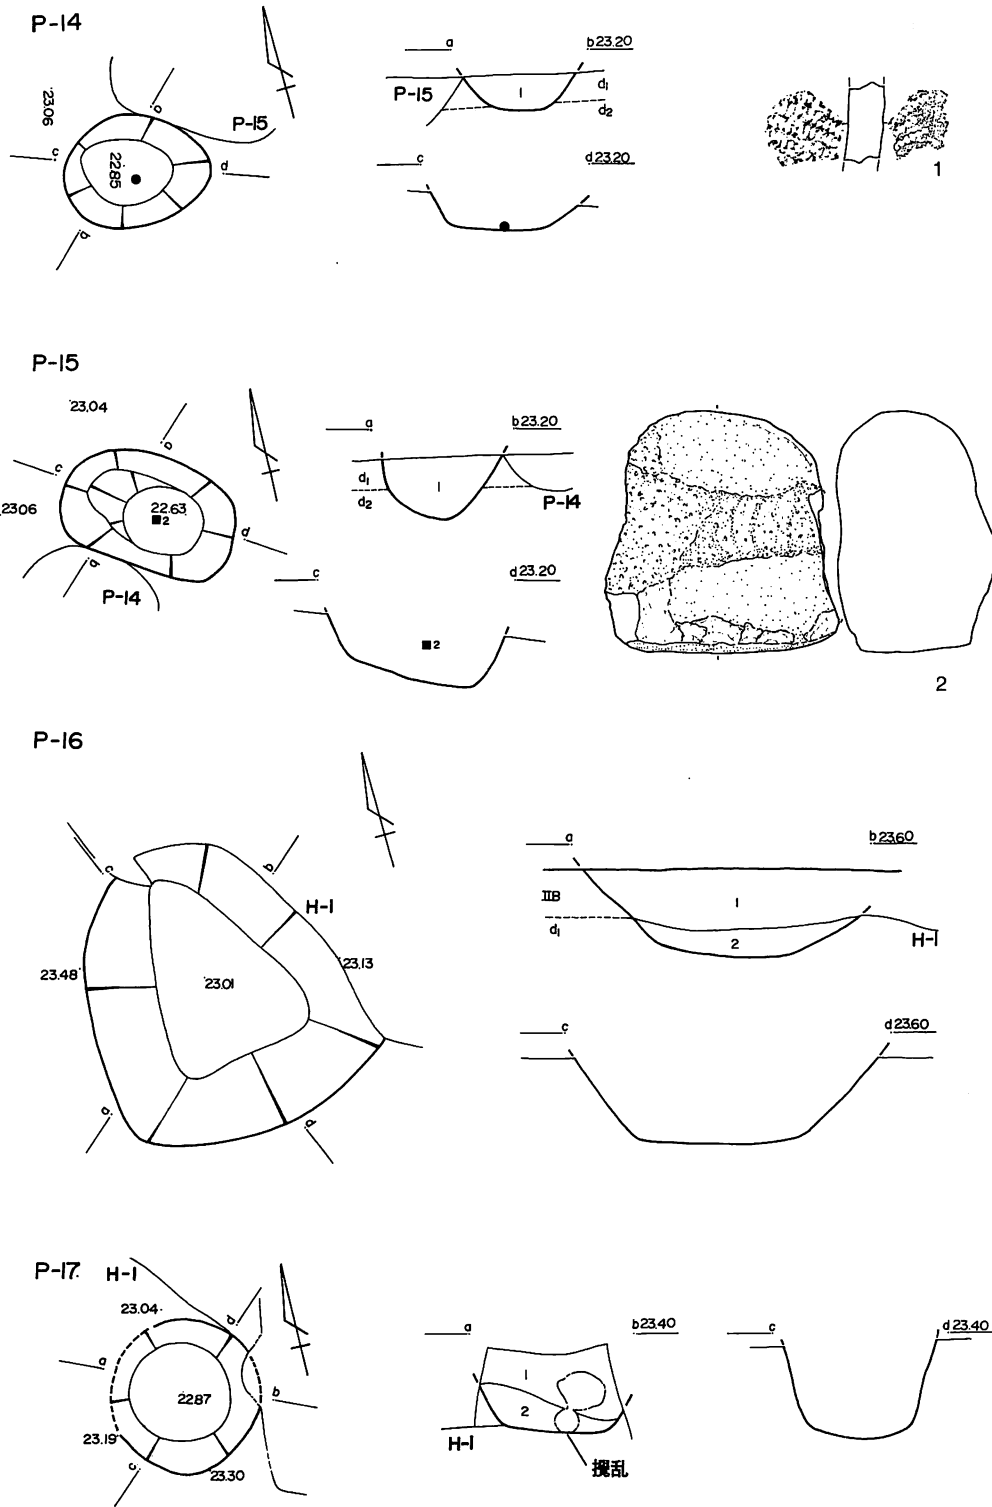 P-14
a
b 23.20
P-15
1
d1
d2
23.06
b
P-15
c
d
22.85
a
c
d 23.20
1
P-15
23.04
a
b 23.20
b
c
d1
d2
1
P-14
23.06
22.63
2
d
a
P-14
c
d 23.20
2
2
P-16
a
b 23.60
c
b
H-1
IIB
d1
1
2
H-1
23.48
23.01
23.13
c
d 23.60
a
d
P-17
H-1
23.04
d
a
b 23.40
c
d 23.40
a
1
22.87
b
2
23.19
H-1
c
23.30
攪乱